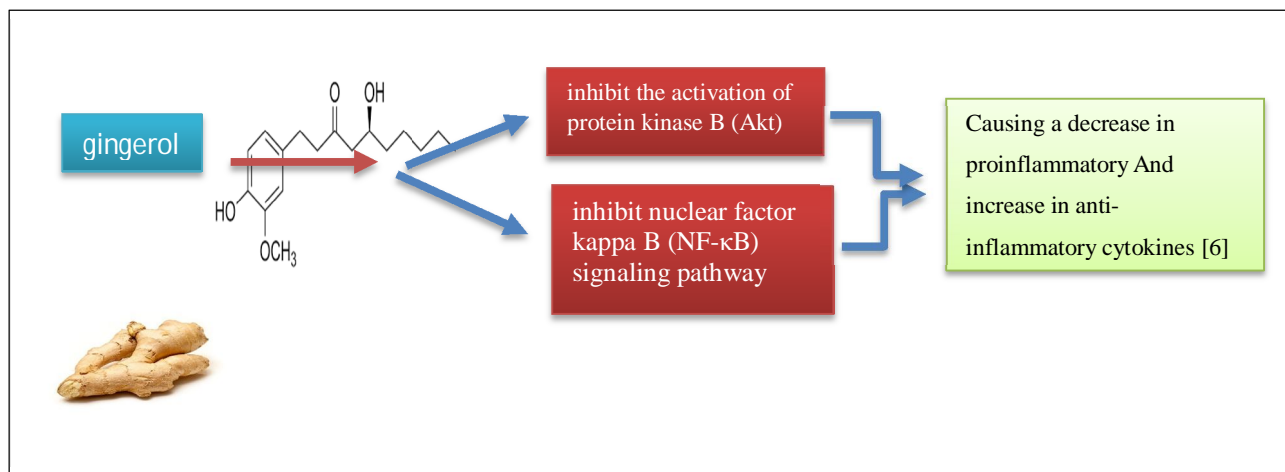 gingerol
O
OH
HO
OCH3
inhibit the activation of
protein kinase B (Akt)
inhibit nuclear factor
kappa B (NF-κB)
signaling pathway
Causing a decrease in
proinflammatory And
increase in anti-
inflammatory cytokines [6]